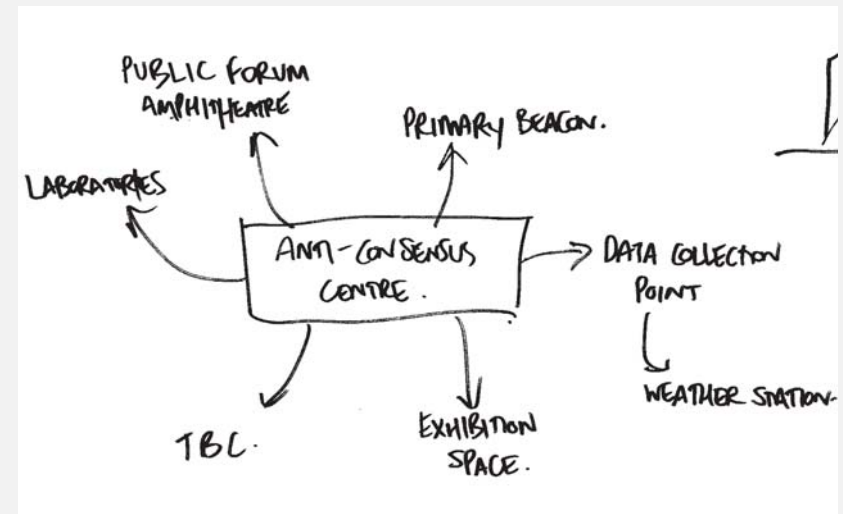 PUBLIC FORUM
AMPHITHEATRE
PRIMARY BEACON.
LABORATORIES
ANTI-CONSENSUS
CENTRE.
DATA COLLECTION
POINT
WEATHER STATION
TBC.
EXHIBITION
SPACE.